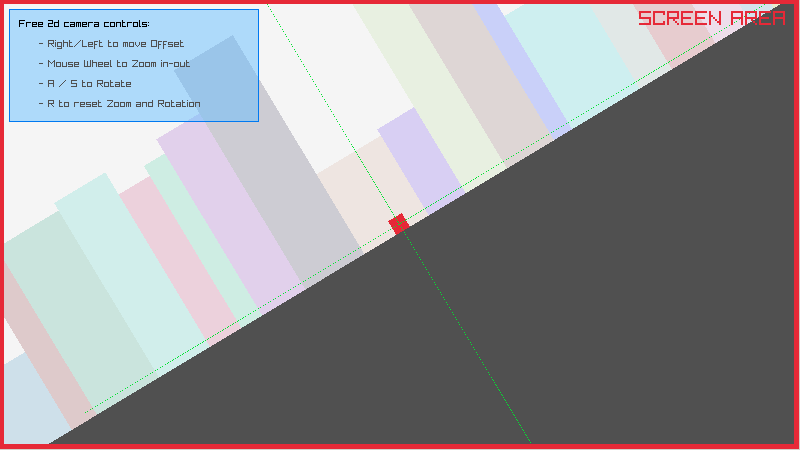 Free 2d camera controls:
- Right/Left to move Offset
- Mouse Wheel to Zoom in-out
- A / S to Rotate
- R to reset Zoom and Rotation
SCREEN AREA